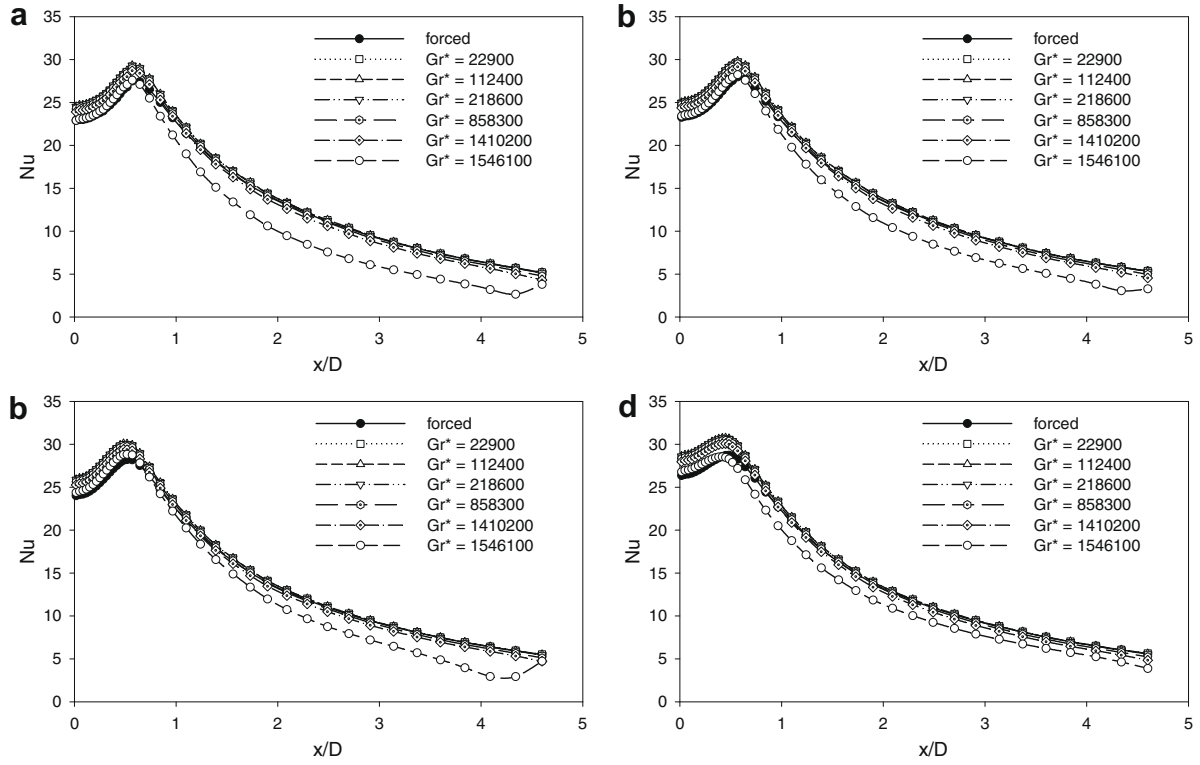 a
35
30
25
20
15
10
5
0
Nu
0 1 2 3 4 5
x/D
forced
Gr* = 22900
Gr* = 112400
Gr* = 218600
Gr* = 858300
Gr* = 1410200
Gr* = 1546100
b
35
30
25
20
15
10
5
0
Nu
0 1 2 3 4 5
x/D
forced
Gr* = 22900
Gr* = 112400
Gr* = 218600
Gr* = 858300
Gr* = 1410200
Gr* = 1546100
b
35
30
25
20
15
10
5
0
Nu
0 1 2 3 4 5
x/D
forced
Gr* = 22900
Gr* = 112400
Gr* = 218600
Gr* = 858300
Gr* = 1410200
Gr* = 1546100
d
35
30
25
20
15
10
5
0
Nu
0 1 2 3 4 5
x/D
forced
Gr* = 22900
Gr* = 112400
Gr* = 218600
Gr* = 858300
Gr* = 1410200
Gr* = 1546100